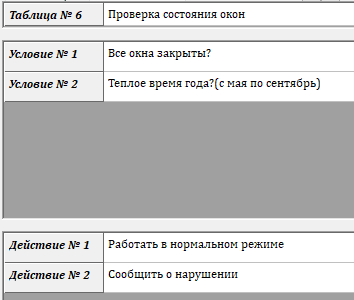 Таблица № 6 Проверка состояния окон
Условие № 1 Все окна закрыты?
Условие № 2 Теплое время года?(с мая по сентябрь)
Действие № 1 Работать в нормальном режиме
Действие № 2 Сообщить о нарушении